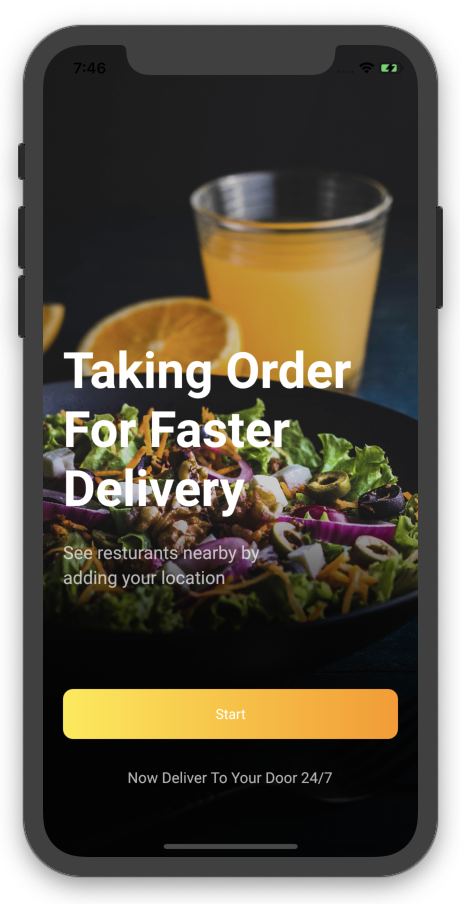 7:46
Taking Order
For Faster
Delivery
See resturants nearby by
adding your location
Start
Now Deliver To Your Door 24/7